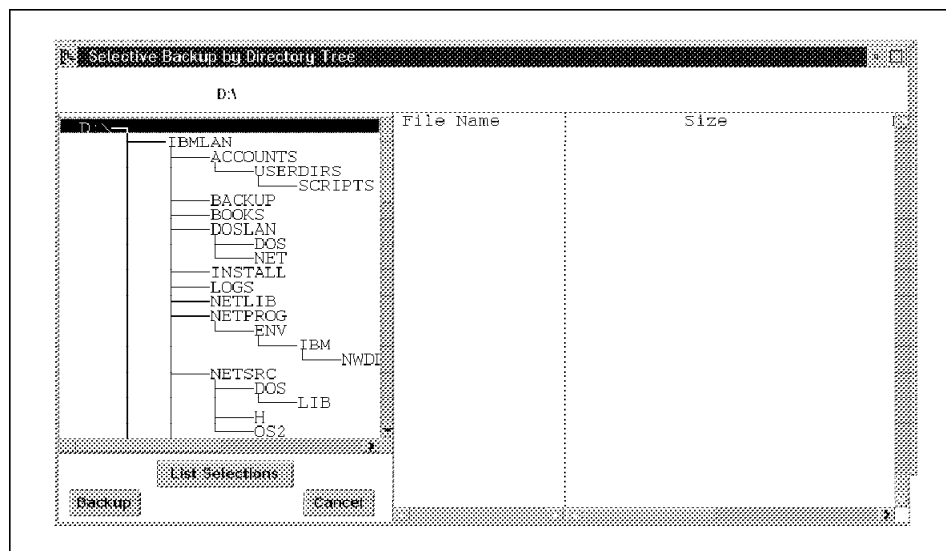 Selective Backup by Directory Tree
D:\
File Name Size
D:\
IBMLAN
ACCOUNTS
USERDIRS
SCRIPTS
BACKUP
BOOKS
DOSLAN
DOS
NET
INSTALL
LOGS
NETLIB
NETPROG
ENV
IBM
NWDD
NETSRC
DOS
LIB
H
OS2
List Selections
Backup Cancel